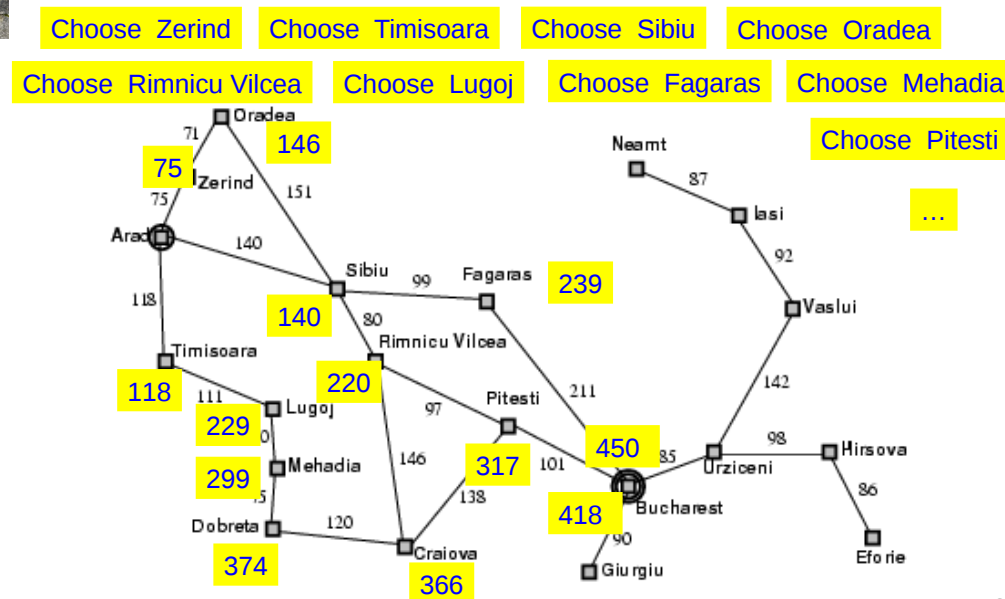 Choose Zerind Choose Timisoara Choose Sibiu Choose Oradea
Choose Rimnicu Vilcea Choose Lugoj Choose Fagaras Choose Mehadia
Choose Pitesti
…
Oradea
71
146
Neamt
75
Zerind
87
75
151
Iasi
Arad
140
92
Sibiu
Fagaras
99
239
118
140
80
Vaslui
Timisoara
Rimnicu Vilcea
118
111
220
211
142
229
Lugoj
97
Pitesti
450
98
Hirsova
85
Urziceni
299
Mehadia
146
317
101
86
138
418
Bucharest
Dobreta
120
90
374
Craiova
366
Giurgiu
Eforie